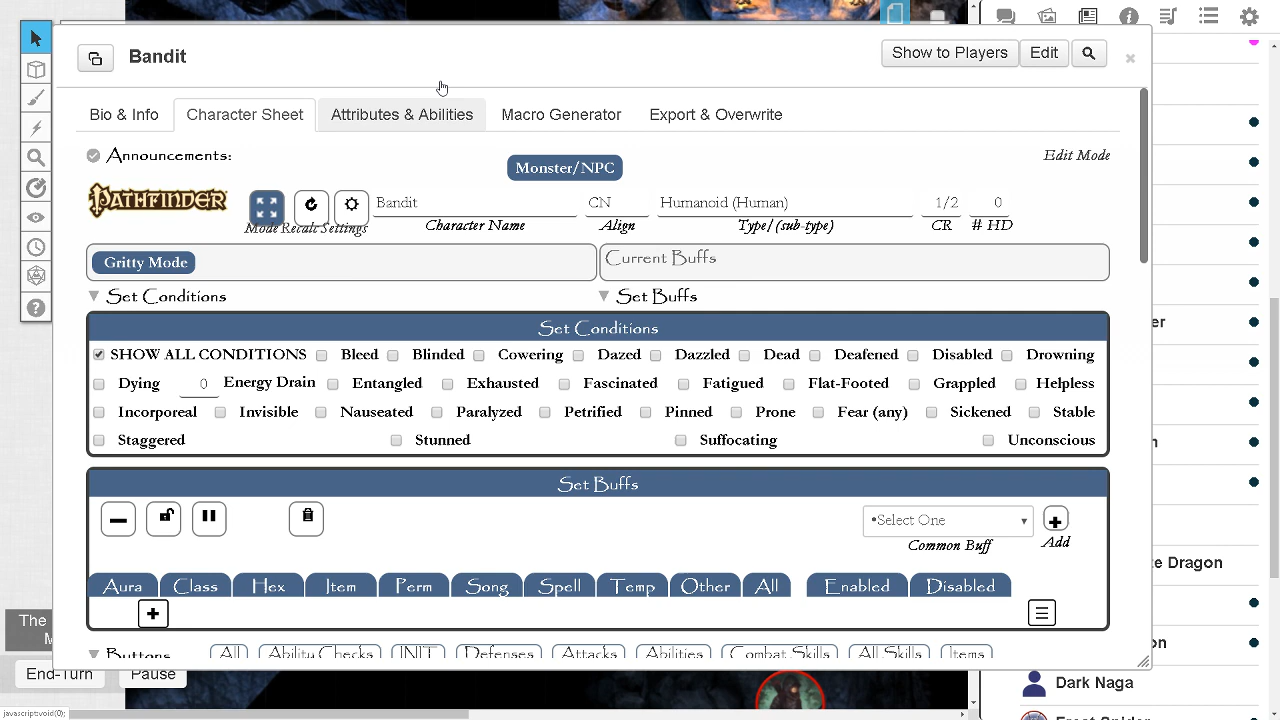 Bandit
Show to Players
Edit
Bio & Info
Character Sheet
Attributes & Abilities
Macro Generator
Export & Overwrite
Announcements:
Monster/NPC
Edit Mode
PATHFINDER
Bandit
CN
Humanoid (Human)
1/2
0
Mode Recalc Settings
Character Name
Align
Type/(sub-type)
CR
# HD
Gritty Mode
Current Buffs
Set Conditions
Set Buffs
Set Conditions
SHOW ALL CONDITIONS Bleed Blinded Cowering Dazed Dazzled Dead Deafened Disabled Drowning
Dying 0 Energy Drain Entangled Exhausted Fascinated Fatigued Flat-Footed Grappled Helpless
Incorporeal Invisible Nauseated Paralyzed Petrified Pinned Prone Fear (any) Sickened Stable
Staggered Stunned Suffocating Unconscious
Set Buffs
•Select One
Common Buff
Add
Aura Class Hex Item Perm Song Spell Temp Other All Enabled Disabled
Buttons All Ability Checks INIT Defenses Attacks Abilities Combat Skills All Skills Items
The
End-Turn
Pause
javascript:void(0);
er
te Dragon
on
Dark Naga
Frost Spider